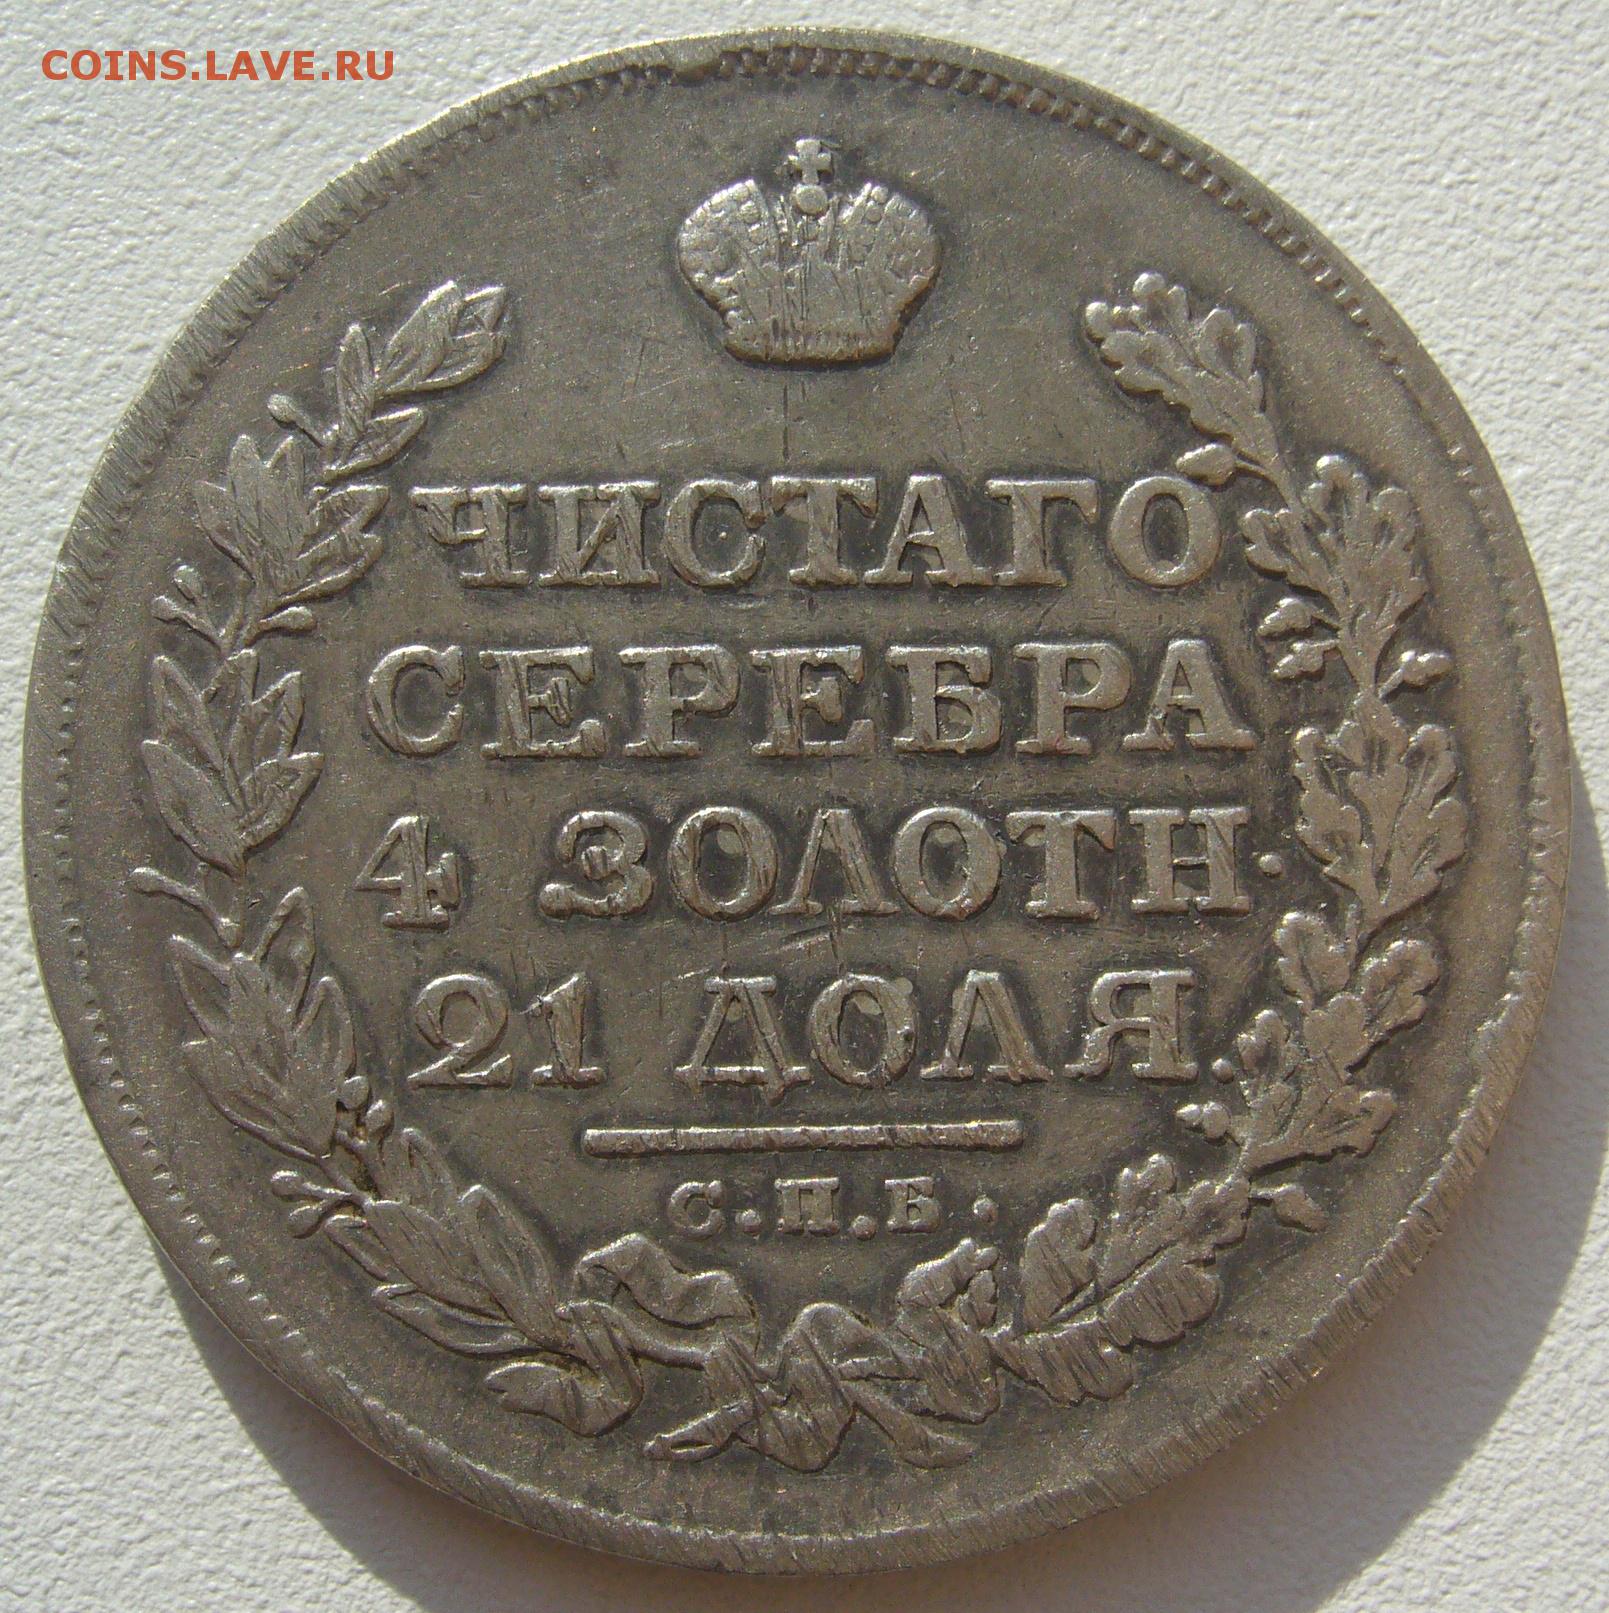 COINS.LAVE.RU
ЧИСТАГО
СЕРЕБРА
4 ЗОЛОТН.
21 ДОЛЯ.
С.П.Б.